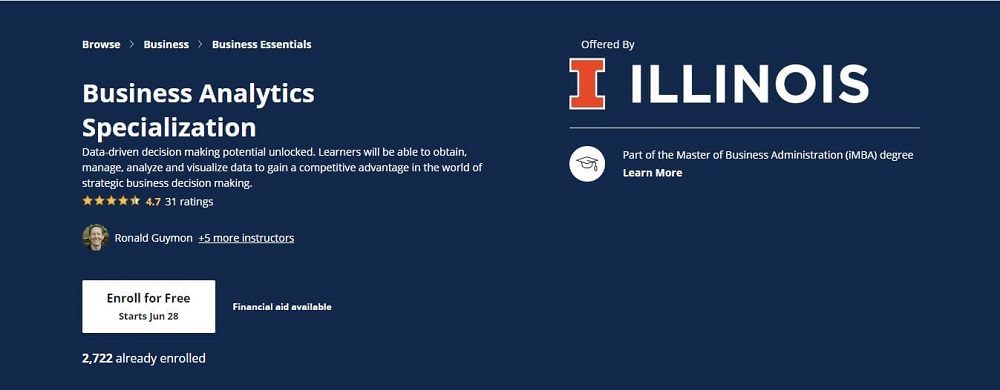 Browse > Business > Business Essentials
Business Analytics
Specialization
Data-driven decision making potential unlocked. Learners will be able to obtain,
manage, analyze and visualize data to gain a competitive advantage in the world of
strategic business decision making.
4.7 31 ratings
Ronald Guymon +5 more instructors
Enroll for Free
Starts Jun 28
Financial aid available
2,722 already enrolled
Offered By
I ILLINOIS
Part of the Master of Business Administration (iMBA) degree
Learn More